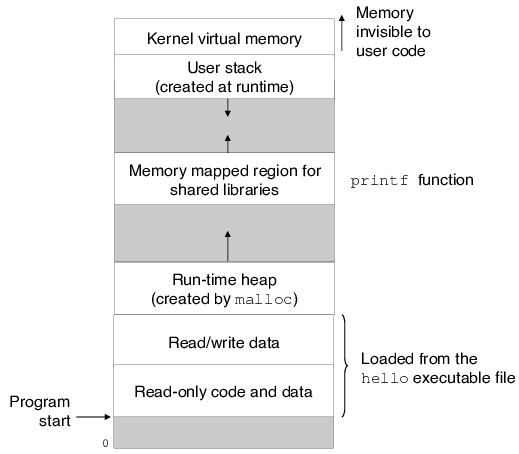 Memory
invisible to
user code
Kernel virtual memory
User stack
(created at runtime)
Memory mapped region for
shared libraries
printf function
Run-time heap
(created by malloc)
Read/write data
Loaded from the
hello executable file
Read-only code and data
Program
start
0